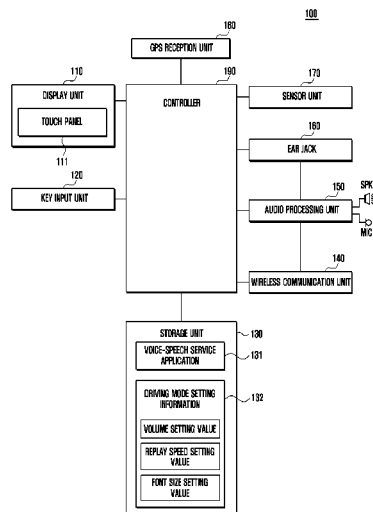 100
180
GPS RECEPTION UNIT
190
CONTROLLER
110
DISPLAY UNIT
TOUCH PANEL
111
170
SENSOR UNIT
160
EAR JACK
120
KEY INPUT UNIT
150
AUDIO PROCESSING UNIT
SPK
MIC
140
WIRELESS COMMUNICATION UNIT
STORAGE UNIT
130
VOICE-SPEECH SERVICE
APPLICATION
131
DRIVING MODE SETTING
INFORMATION
132
VOLUME SETTING VALUE
REPLAY SPEED SETTING
VALUE
FONT SIZE SETTING
VALUE